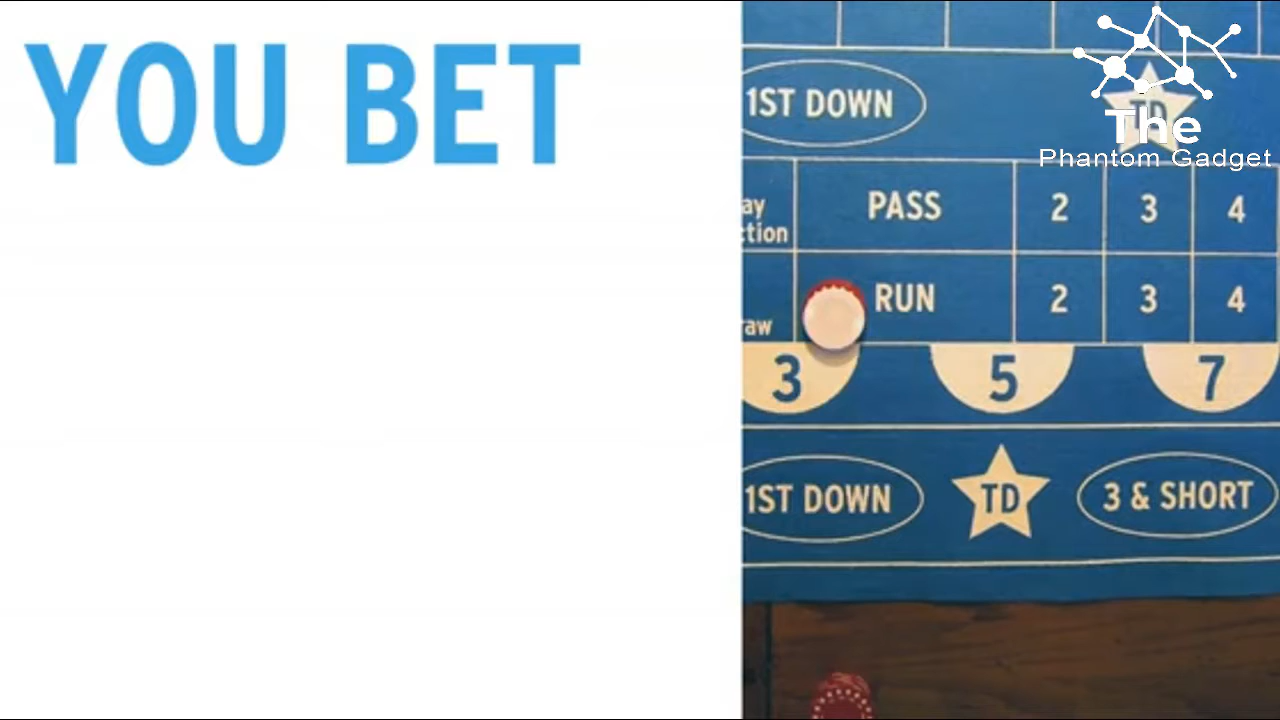 YOU BET
1ST DOWN
TD
The
Phantom Gadget
PASS 2 3 4
RUN 2 3 4
3 5 7
1ST DOWN TD 3 & SHORT